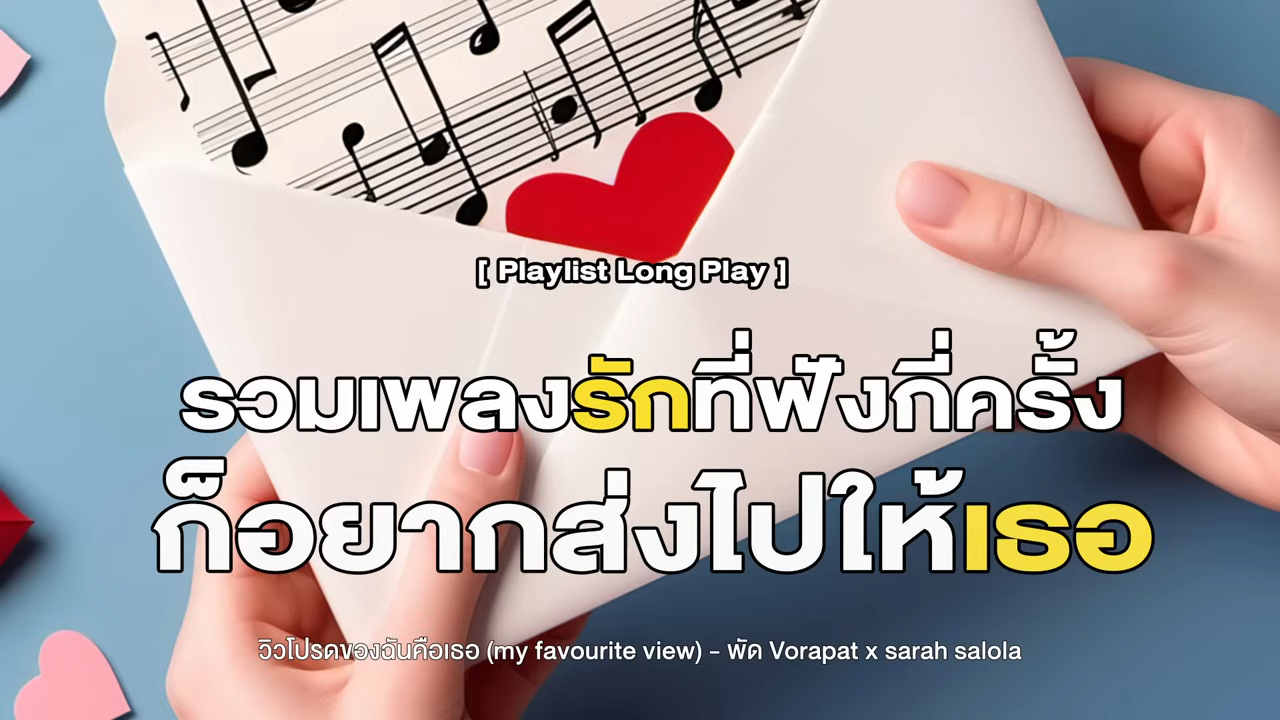 [ Playlist Long Play ]
รวมเพลงรักที่ฟังกี่ครั้ง
ก็อยากส่งไปให้เธอ
วิวโปรดของฉันคือเธอ (my favourite view) - พัด Vorapat x sarah salola